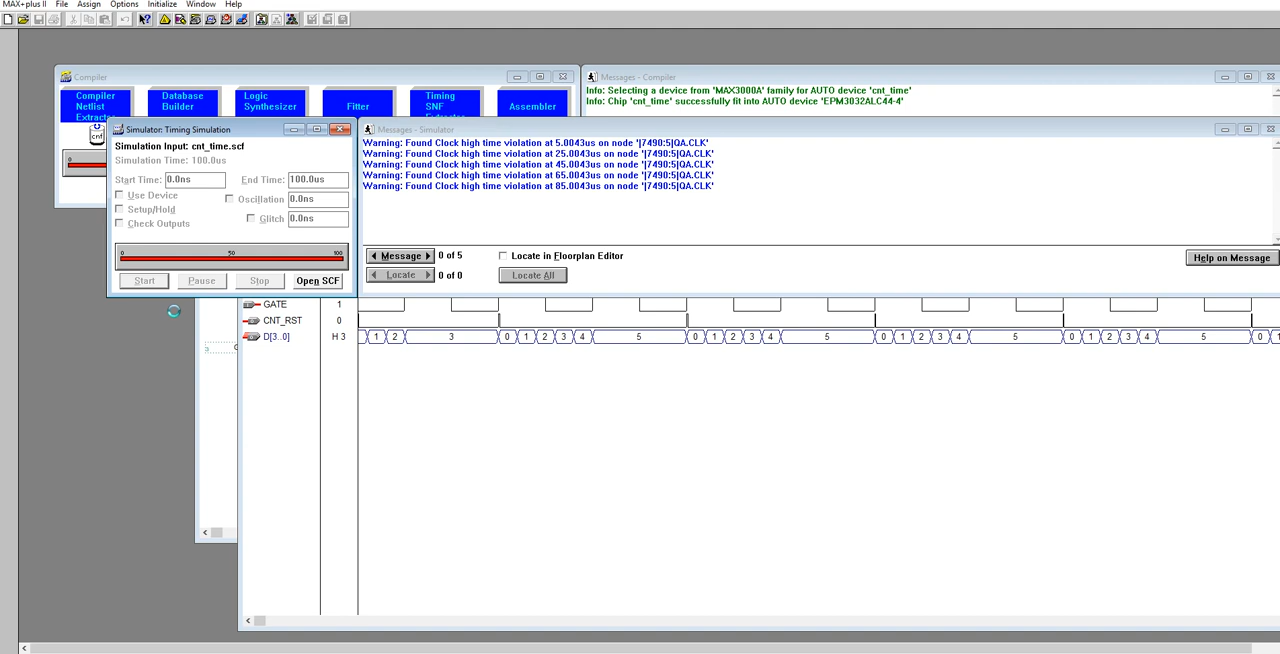 MAX+plus II File Assign Options Initialize Window Help
Compiler
Messages - Compiler
Compiler Netlist Extractor
Database Builder
Logic Synthesizer
Fitter
Timing SNF Extractor
Assembler
Info: Selecting a device from 'MAX3000A' family for AUTO device 'cnt_time'
Info: Chip 'cnt_time' successfully fit into AUTO device 'EPM3032ALC44-4'
cnf
0
Simulator: Timing Simulation
Simulation Input: cnt_time.scf
Simulation Time: 100.0us
Start Time: 0.0ns End Time: 100.0us
Use Device
Oscillation 0.0ns
Setup/Hold
Glitch 0.0ns
Check Outputs
0 50 100
Start Pause Stop Open SCF
Messages - Simulator
Warning: Found Clock high time violation at 5.0043us on node '|7490:5|QA.CLK'
Warning: Found Clock high time violation at 25.0043us on node '|7490:5|QA.CLK'
Warning: Found Clock high time violation at 45.0043us on node '|7490:5|QA.CLK'
Warning: Found Clock high time violation at 65.0043us on node '|7490:5|QA.CLK'
Warning: Found Clock high time violation at 85.0043us on node '|7490:5|QA.CLK'
Message 0 of 5 Locate in Floorplan Editor Help on Message
Locate 0 of 0 Locate All
GATE 1
CNT_RST 0
D[3..0] H 3 1 2 3 0 1 2 3 4 5 0 1 2 3 4 5 0 1 2 3 4 5 0 1 2 3 4 5 0 1